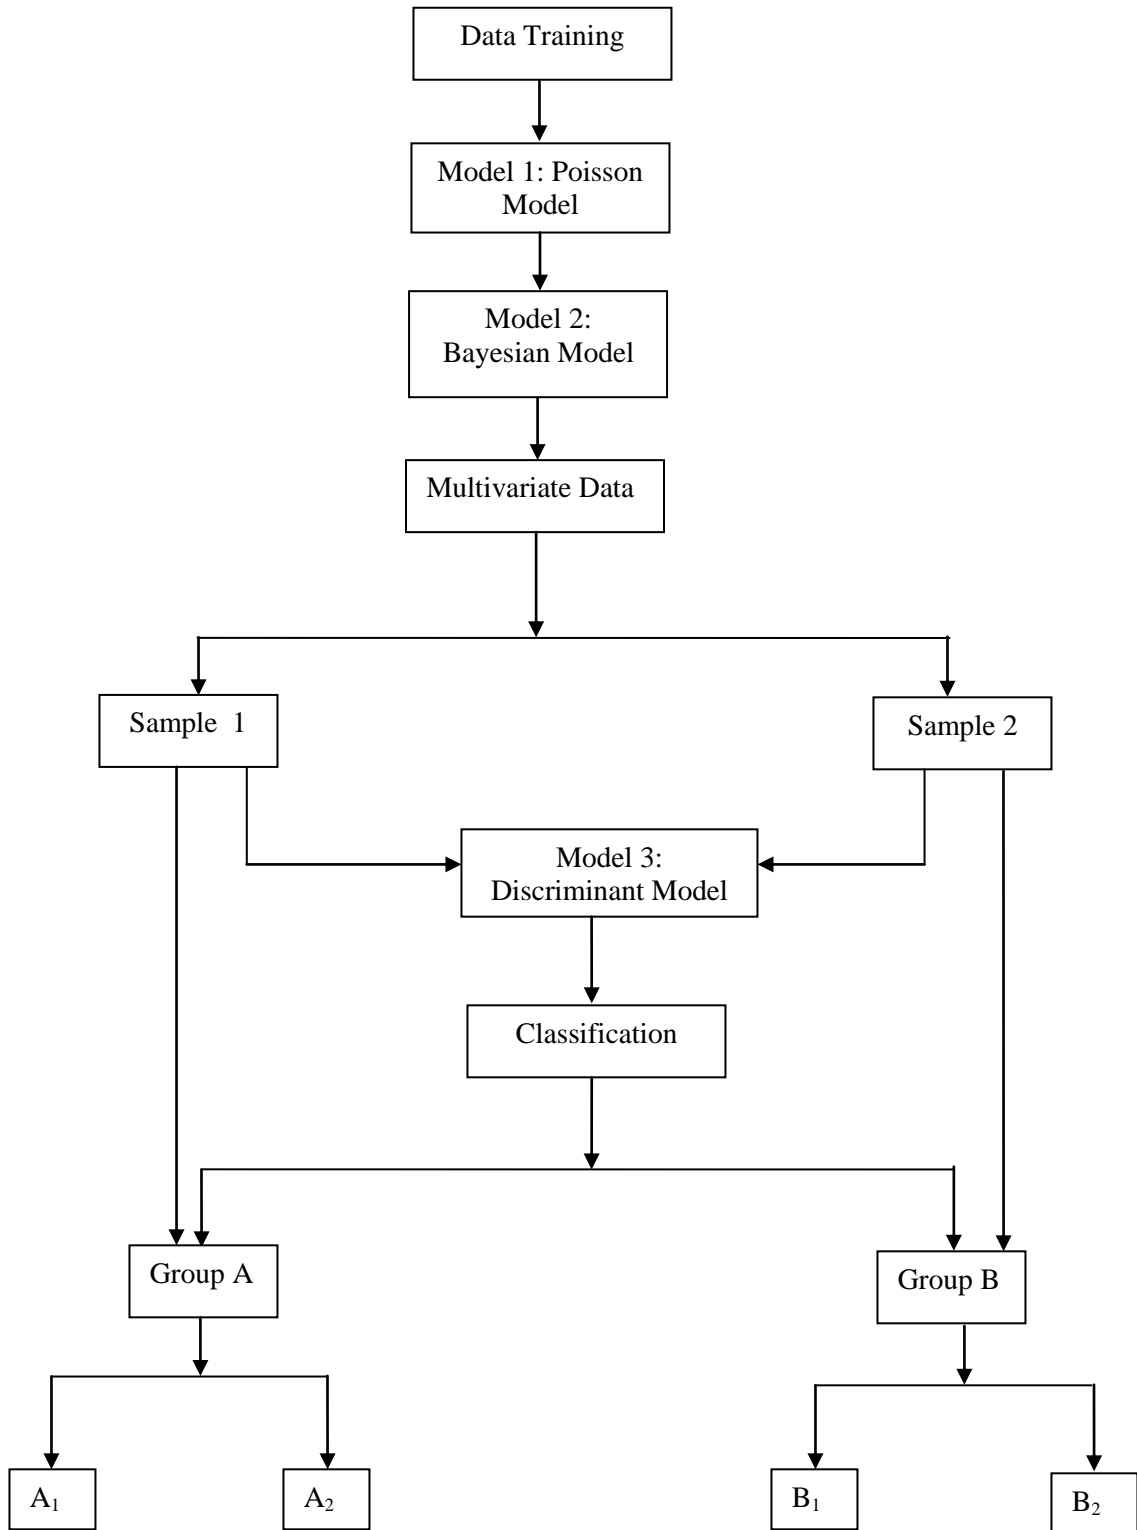 Data Training
Model 1: Poisson
Model
Model 2:
Bayesian Model
Multivariate Data
Sample 1
Sample 2
Model 3:
Discriminant Model
Classification
Group A
Group B
A₁
A₂
B₁
B₂